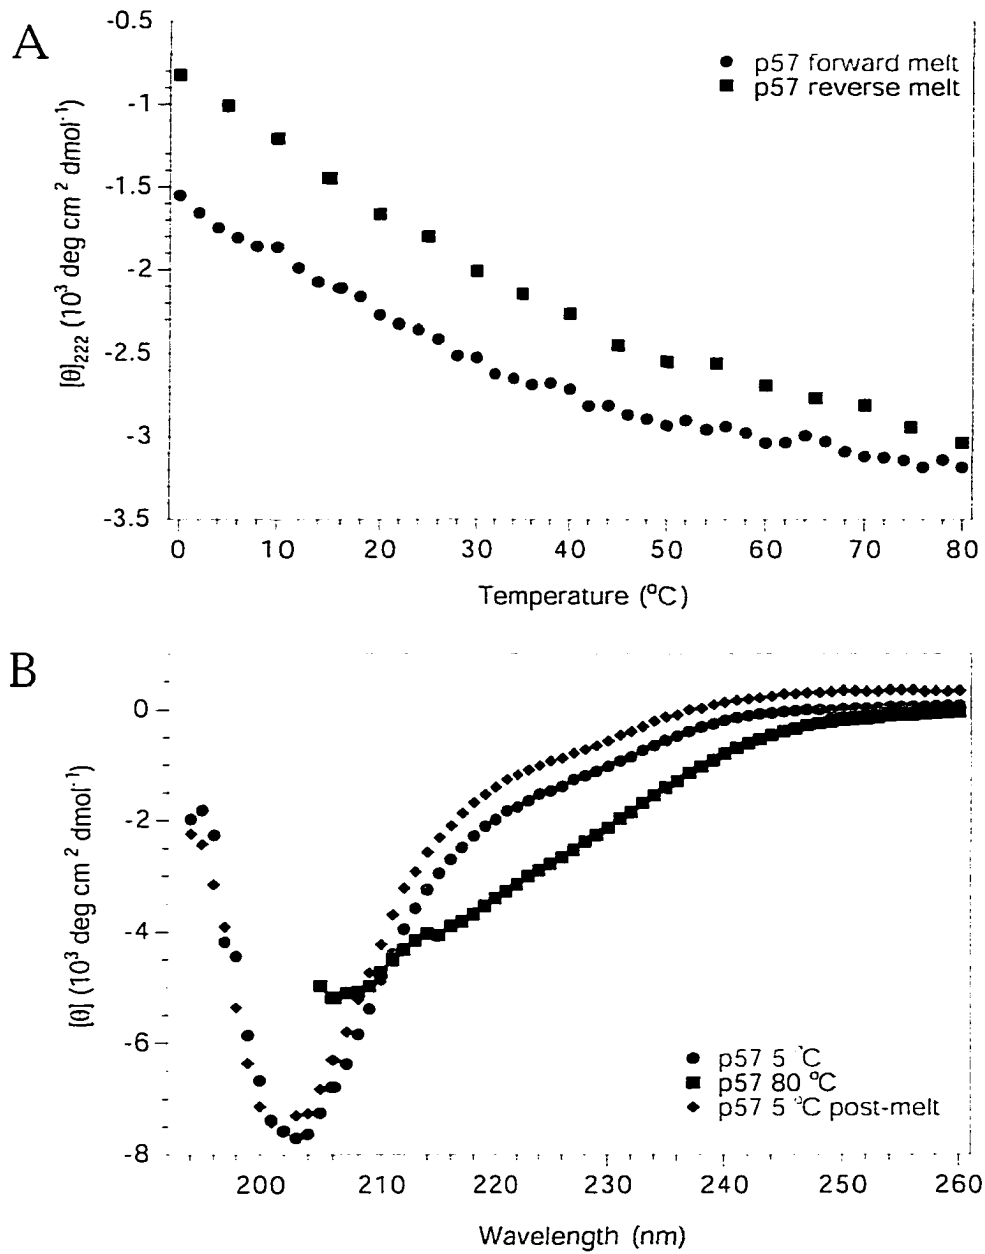 A
-0.5
p57 forward melt
p57 reverse melt
-1
-1.5
-2
-2.5
-3
-3.5
[θ]222 (10³ deg cm² dmol⁻¹)
0 10 20 30 40 50 60 70 80
Temperature (°C)
B
0
-2
-4
-6
-8
[θ] (10³ deg cm² dmol⁻¹)
p57 5 °C
p57 80 °C
p57 5 °C post-melt
200 210 220 230 240 250 260
Wavelength (nm)